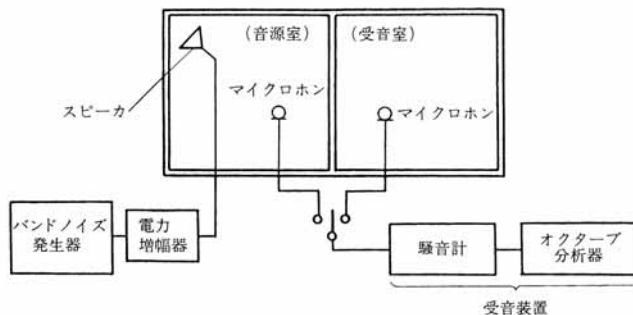 (音源室)
(受音室)
スピーカ
マイクロホン
マイクロホン
バンドノイズ
発生器
電力
増幅器
騒音計
オクターブ
分析器
受音装置